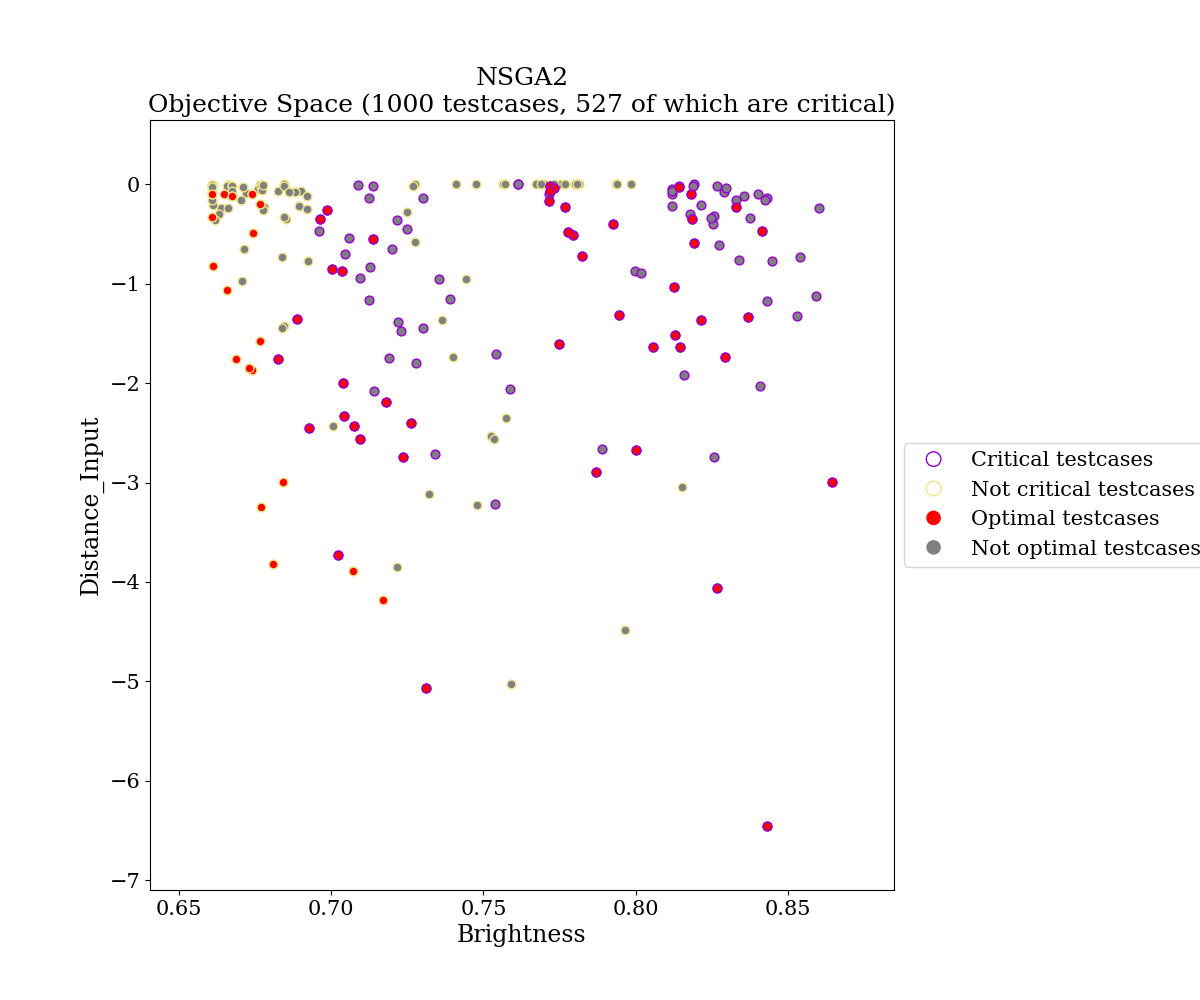 NSGA2
Objective Space (1000 testcases, 527 of which are critical)
0
−1
−2
−3
−4
−5
−6
−7
Distance_Input
0.65 0.70 0.75 0.80 0.85
Brightness
Critical testcases
Not critical testcases
Optimal testcases
Not optimal testcases